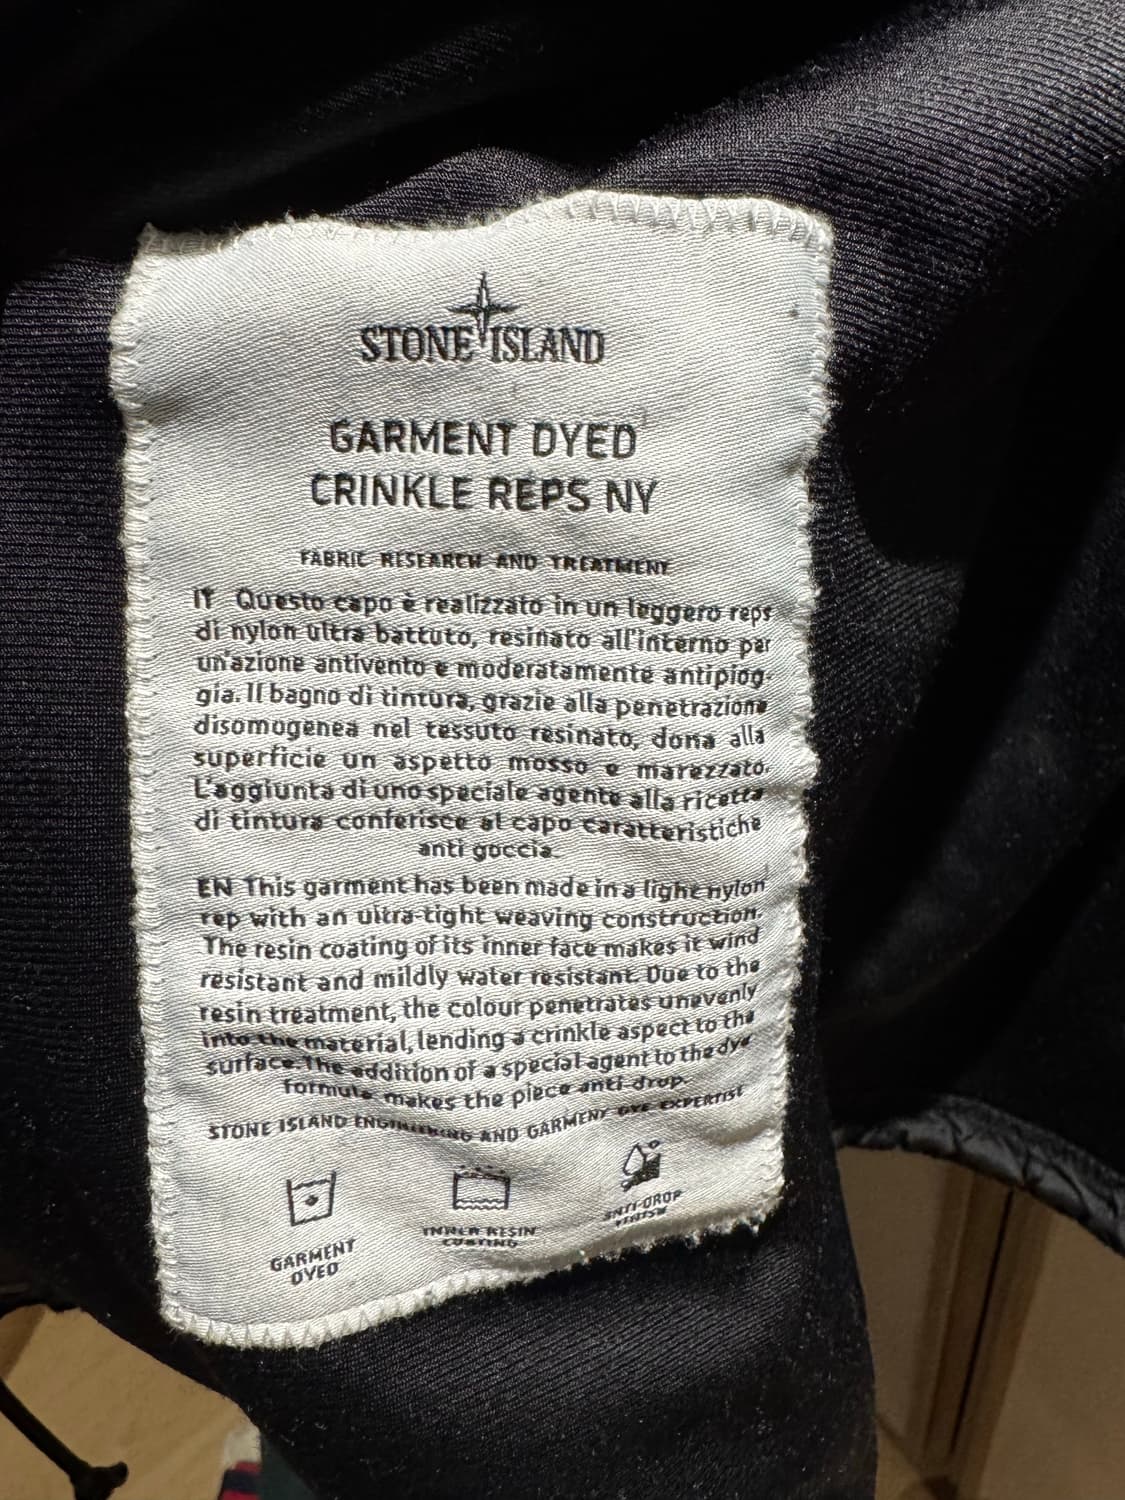 STONE ISLAND
GARMENT DYED
CRINKLE REPS NY
FABRIC RESEARCH AND TREATMENT
IT Questo capo è realizzato in un leggero reps
di nylon ultra battuto, resinato all'interno per
un'azione antivento e moderatamente antipiog-
gia. Il bagno di tintura, grazie alla penetrazione
disomogenea nel tessuto resinato, dona alla
superficie un aspetto mosso e marezzato.
L'aggiunta di uno speciale agente alla ricetta
di tintura conferisce al capo caratteristiche
anti goccia.
EN This garment has been made in a light nylon
rep with an ultra-tight weaving construction.
The resin coating of its inner face makes it wind
resistant and mildly water resistant. Due to the
resin treatment, the colour penetrates unevenly
into the material, lending a crinkle aspect to the
surface. The addition of a special agent to the dye
formula makes the piece anti-drop.
STONE ISLAND ENGINEERING AND GARMENT DYE EXPERTISE
GARMENT
DYED
INNER RESIN
COATING
ANTI-DROP
FINISH